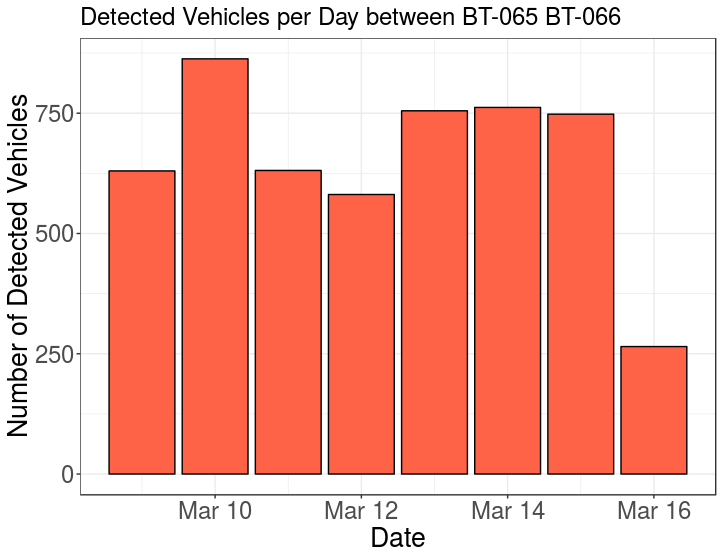 Detected Vehicles per Day between BT-065 BT-066
Number of Detected Vehicles
750
500
250
0
Mar 10 Mar 12 Mar 14 Mar 16
Date